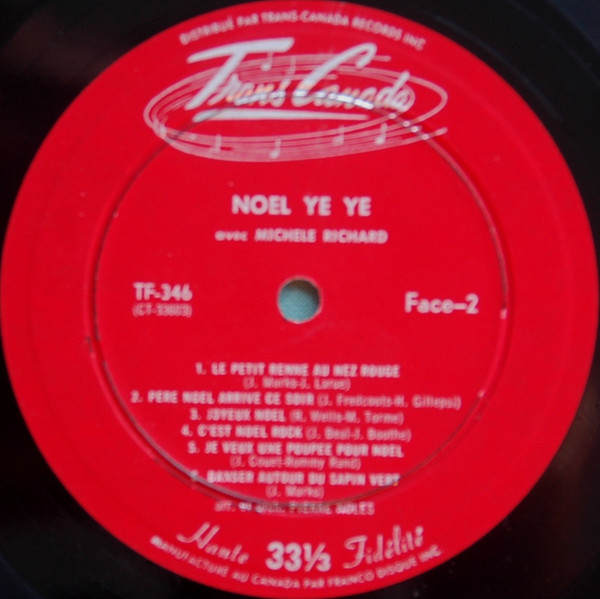 DISTRIBUÉ PAR TRANS-CANADA RECORDS INC.
Trans Canada
NOEL YE YE
avec MICHELE RICHARD
TF-346
(CT-33603)
Face-2
1. LE PETIT RENNE AU NEZ ROUGE
(J. Marks-J. Larue)
2. PERE NOEL ARRIVE CE SOIR (J. Fredcoots-H. Gillepsi)
3. JOYEUX NOEL (R. Wells-M. Torme)
4. C'EST NOEL ROCK (J. Beal-J. Boothe)
5. JE VEUX UNE POUPEE POUR NOEL
(J. Couet-Rommy Rand)
DANSER AUTOUR DU SAPIN VERT
(J. Marks)
PIERRE NOLES
Haute 33⅓ Fidélité
MANUFACTURÉ AU CANADA PAR FRANCO DISQUE INC.